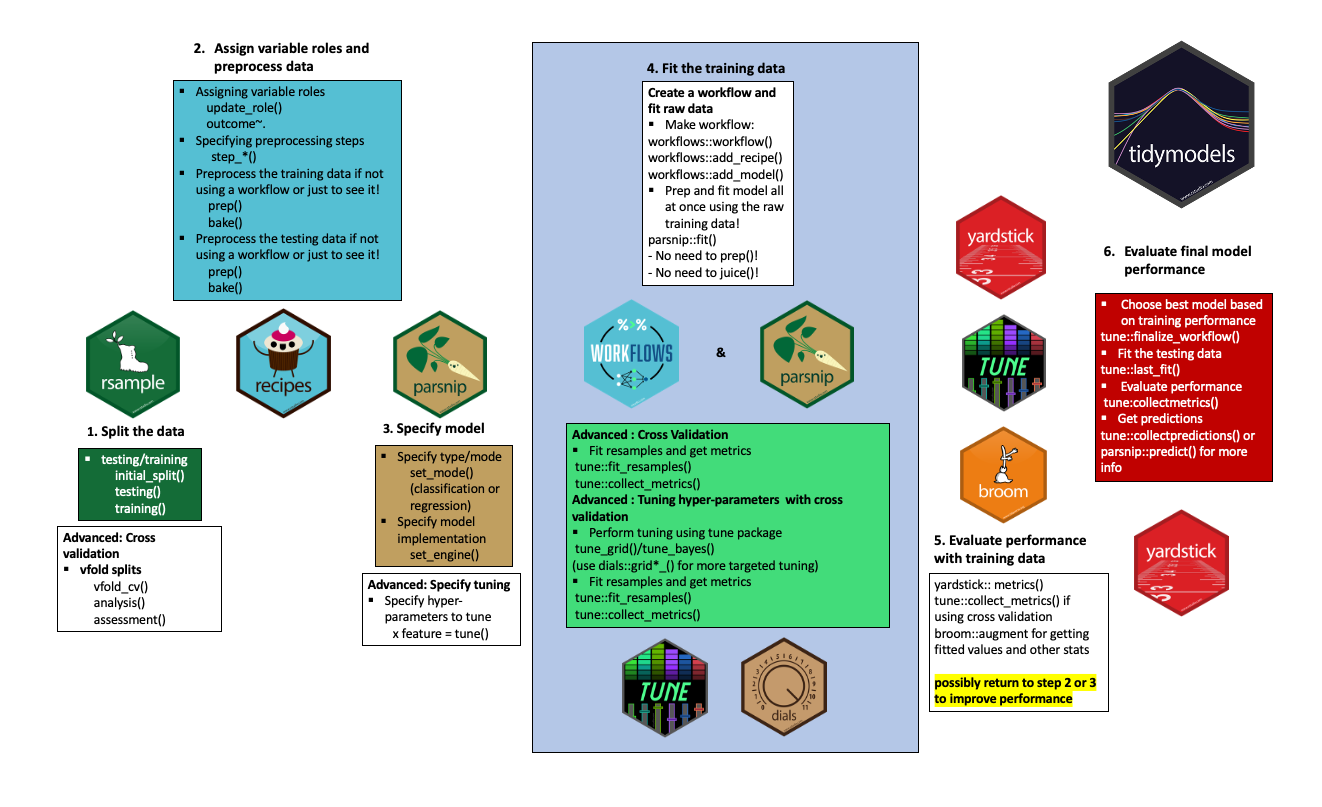 2. Assign variable roles and
preprocess data
▪ Assigning variable roles
update_role()
outcome~.
▪ Specifying preprocessing steps
step_*()
▪ Preprocess the training data if not
using a workflow or just to see it!
prep()
bake()
▪ Preprocess the testing data if not
using a workflow or just to see it!
prep()
bake()
rsample
recipes
parsnip
1. Split the data
▪ testing/training
initial_split()
testing()
training()
Advanced: Cross
validation
▪ vfold splits
vfold_cv()
analysis()
assessment()
3. Specify model
▪ Specify type/mode
set_mode()
(classification or
regression)
▪ Specify model
implementation
set_engine()
Advanced: Specify tuning
▪ Specify hyper-
parameters to tune
x feature = tune()
4. Fit the training data
Create a workflow and
fit raw data
▪ Make workflow:
workflows::workflow()
workflows::add_recipe()
workflows::add_model()
▪ Prep and fit model all
at once using the raw
training data!
parsnip::fit()
- No need to prep()!
- No need to juice()!
%>%
WORKFLOWS
&
parsnip
Advanced : Cross Validation
▪ Fit resamples and get metrics
tune::fit_resamples()
tune::collect_metrics()
Advanced : Tuning hyper-parameters with cross
validation
▪ Perform tuning using tune package
tune_grid()/tune_bayes()
(use dials::grid*_() for more targeted tuning)
▪ Fit resamples and get metrics
tune::fit_resamples()
tune::collect_metrics()
TUNE
0 1 2 3 4 5 6 7 8 9 10 11
dials
yardstick
TUNE
broom
5. Evaluate performance
with training data
yardstick:: metrics()
tune::collect_metrics() if
using cross validation
broom::augment for getting
fitted values and other stats
possibly return to step 2 or 3
to improve performance
tidymodels
6. Evaluate final model
performance
▪ Choose best model based
on training performance
tune::finalize_workflow()
▪ Fit the testing data
tune::last_fit()
▪ Evaluate performance
tune:collectmetrics()
▪ Get predictions
tune::collectpredictions() or
parsnip::predict() for more
info
yardstick